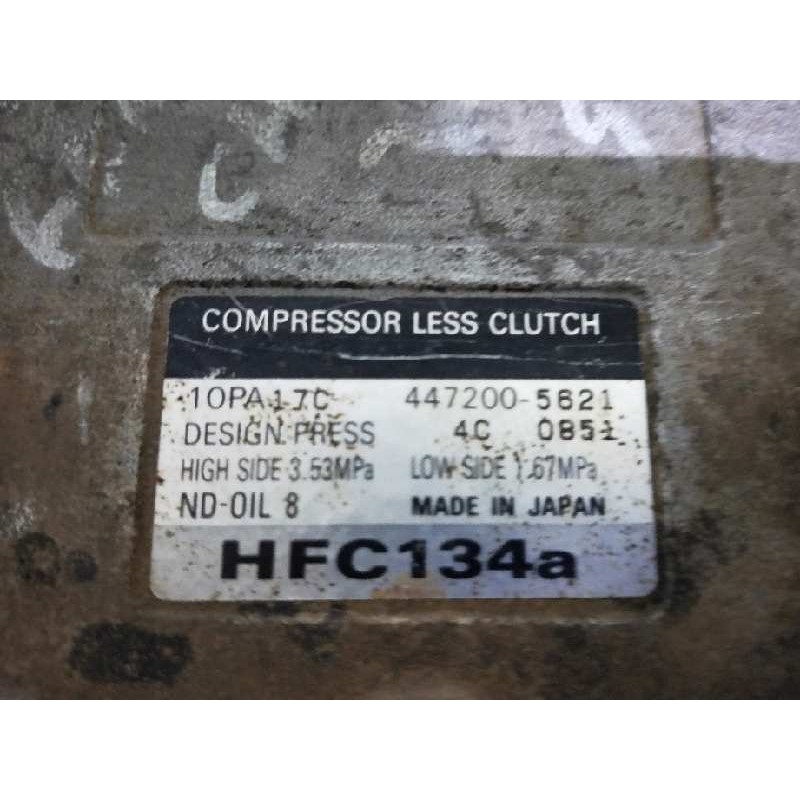 COMPRESSOR LESS CLUTCH
10PA17C 447200-5621
DESIGN PRESS 4C 0851
HIGH SIDE 3.53MPa LOW SIDE 1.67MPa
ND-OIL 8 MADE IN JAPAN
HFC134a